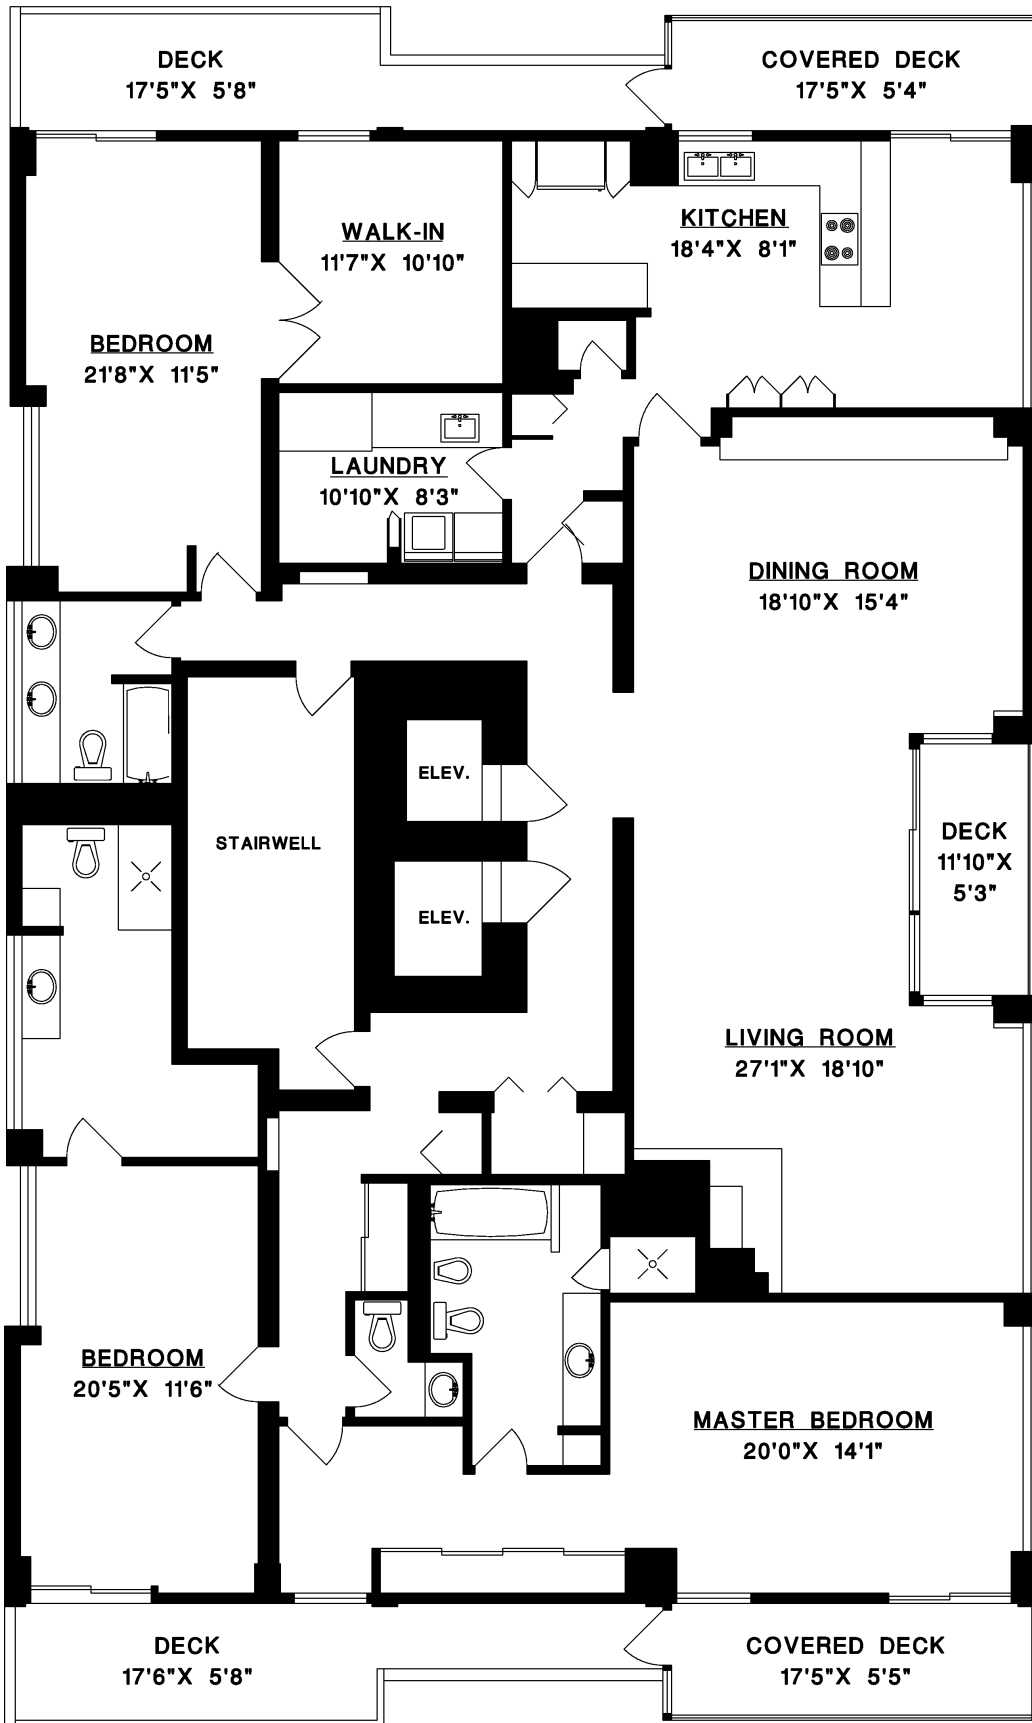 DECK
17'5"X 5'8"
COVERED DECK
17'5"X 5'4"
WALK-IN
11'7"X 10'10"
KITCHEN
18'4"X 8'1"
BEDROOM
21'8"X 11'5"
LAUNDRY
10'10"X 8'3"
DINING ROOM
18'10"X 15'4"
ELEV.
STAIRWELL
DECK
11'10"X
5'3"
ELEV.
LIVING ROOM
27'1"X 18'10"
BEDROOM
20'5"X 11'6"
MASTER BEDROOM
20'0"X 14'1"
DECK
17'6"X 5'8"
COVERED DECK
17'5"X 5'5"